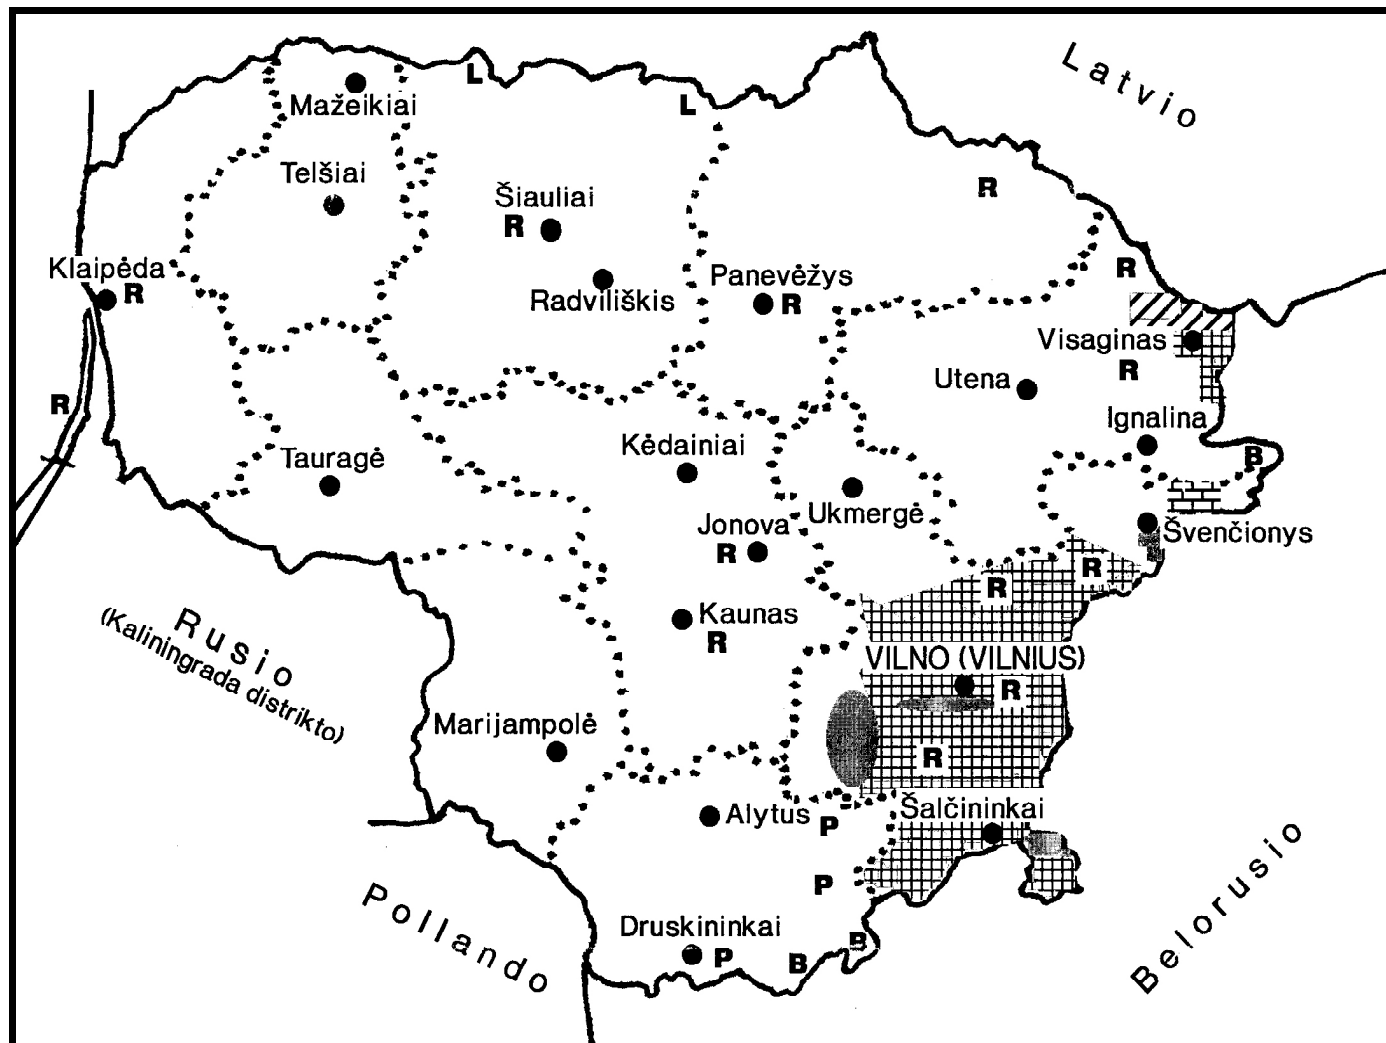 Latvio
L
L
Mažeikiai
Telšiai
Šiauliai
R
R
Klaipėda
R
Radviliškis
Panevėžys
R
R
Visaginas
R
Utena
R
Ignalina
B
Kėdainiai
Tauragė
Ukmergė
Jonova
R
Švenčionys
R
R
Kaunas
R
Rusio
(Kaliningrada distrikto)
VILNO (VILNIUS)
R
Marijampolė
R
Alytus
P
Šalčininkai
P
Pollando
Druskininkai
P
B
B
Belorusio